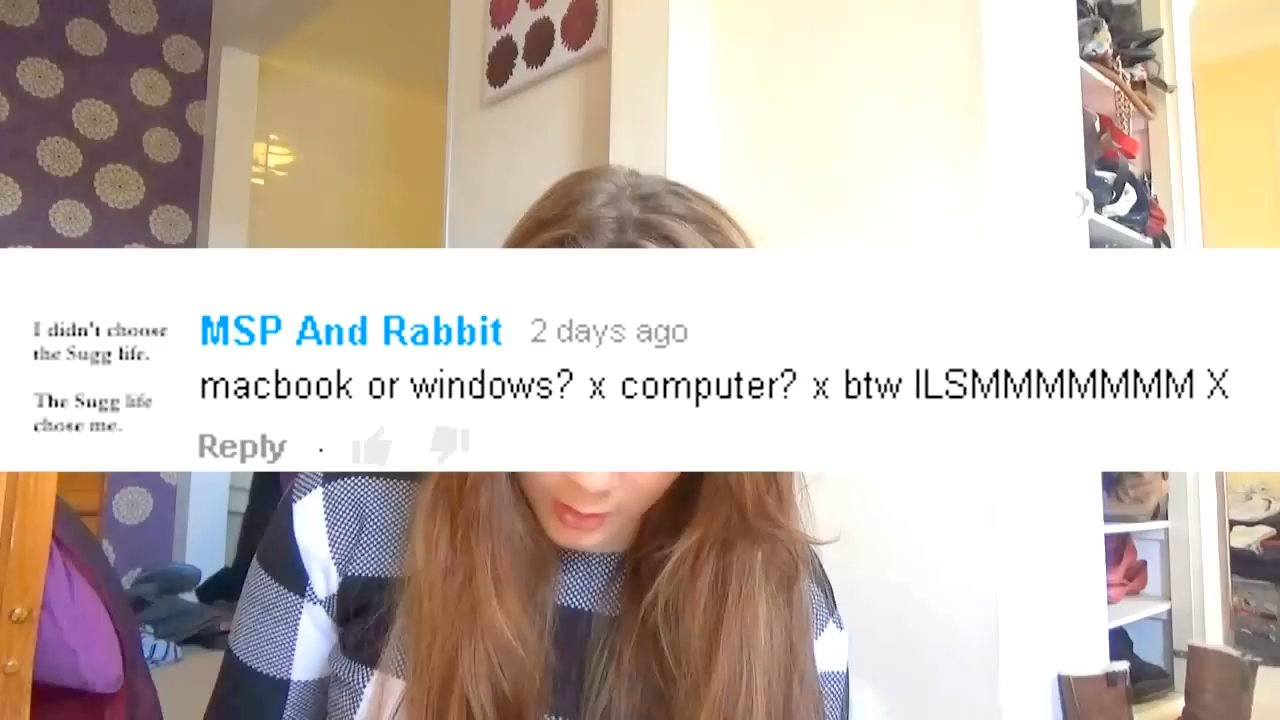 I didn't choose
the Sugg life.
The Sugg life
chose me.
MSP And Rabbit 2 days ago
macbook or windows? x computer? x btw ILSMMMMMMM X
Reply ·